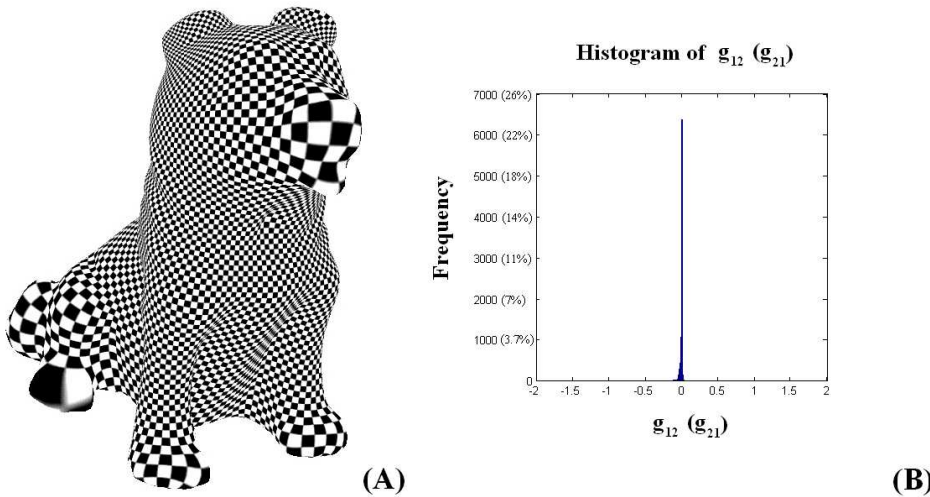 Histogram of g12 (g21)
7000 (26%)
6000 (22%)
5000 (18%)
4000 (14%)
3000 (11%)
2000 (7%)
1000 (3.7%)
0
Frequency
-2 -1.5 -1 -0.5 0 0.5 1 1.5 2
g12 (g21)
(A)
(B)